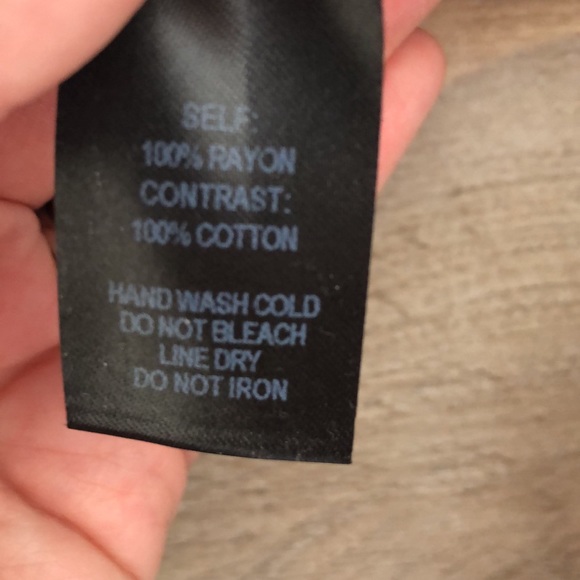 SELF:
100% RAYON
CONTRAST:
100% COTTON
HAND WASH COLD
DO NOT BLEACH
LINE DRY
DO NOT IRON